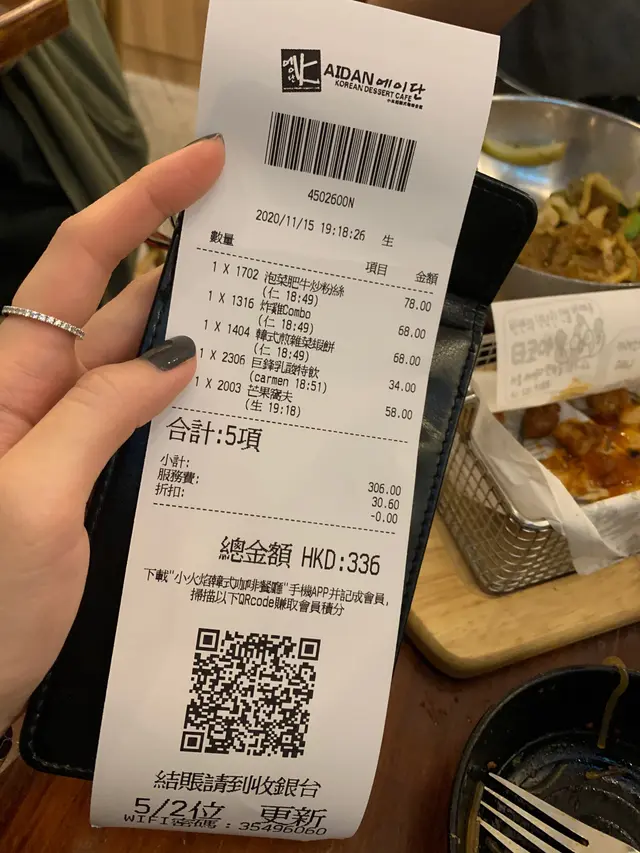 AIDAN 에이단
KOREAN DESSERT CAFE
4502600N
2020/11/15 19:18:26 生
數量 項目 金額
1 X 1702 泡菜肥牛炒粉絲 78.00
(仁 18:49)
1 X 1316 炸雞Combo 68.00
(仁 18:49)
1 X 1404 韓式煎雜菜蝦餅 68.00
(仁 18:49)
1 X 2306 巨鋒乳酸特飲 34.00
(carmen 18:51)
1 X 2003 芒果窩夫 58.00
(生 19:18)
合計:5項
小計: 306.00
服務費: 30.60
折扣: -0.00
總金額 HKD:336
下載"小火焰韓式咖啡餐廳"手機APP并記成會員,
掃描以下QRcode賺取會員積分
結賬請到收銀台
5/2位 更新
WIFI密碼：35496060